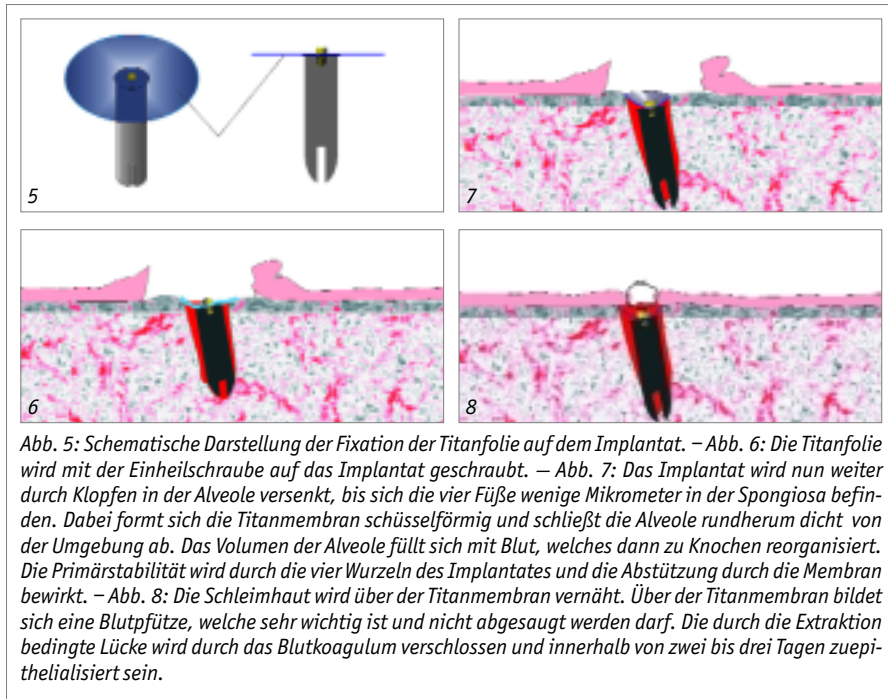 5
7
6
8
Abb. 5: Schematische Darstellung der Fixation der Titanfolie auf dem Implantat. – Abb. 6: Die Titanfolie
wird mit der Einheilschraube auf das Implantat geschraubt. — Abb. 7: Das Implantat wird nun weiter
durch Klopfen in der Alveole versenkt, bis sich die vier Füße wenige Mikrometer in der Spongiosa befin-
den. Dabei formt sich die Titanmembran schüsselförmig und schließt die Alveole rundherum dicht von
der Umgebung ab. Das Volumen der Alveole füllt sich mit Blut, welches dann zu Knochen reorganisiert.
Die Primärstabilität wird durch die vier Wurzeln des Implantates und die Abstützung durch die Membran
bewirkt. – Abb. 8: Die Schleimhaut wird über der Titanmembran vernäht. Über der Titanmembran bildet
sich eine Blutpfütze, welche sehr wichtig ist und nicht abgesaugt werden darf. Die durch die Extraktion
bedingte Lücke wird durch das Blutkoagulum verschlossen und innerhalb von zwei bis drei Tagen zuepi-
thelialisiert sein.